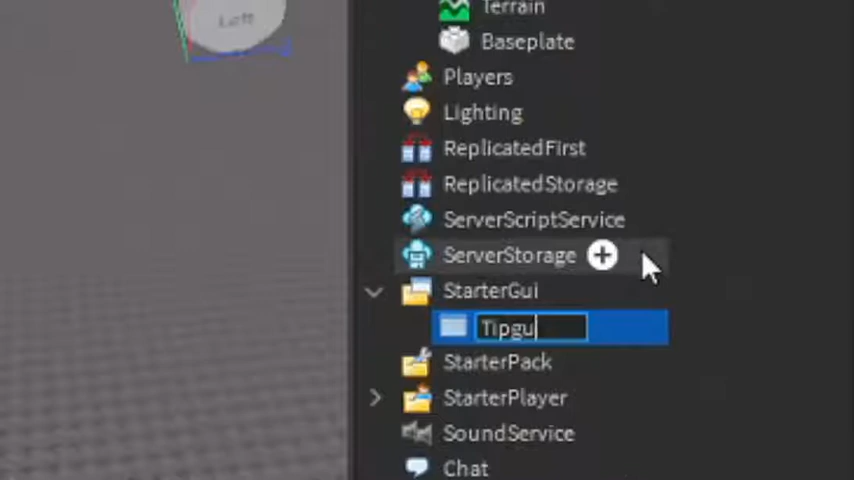 Left
Terrain
Baseplate
Players
Lighting
ReplicatedFirst
ReplicatedStorage
ServerScriptService
ServerStorage
StarterGui
Tipgu
StarterPack
StarterPlayer
SoundService
Chat